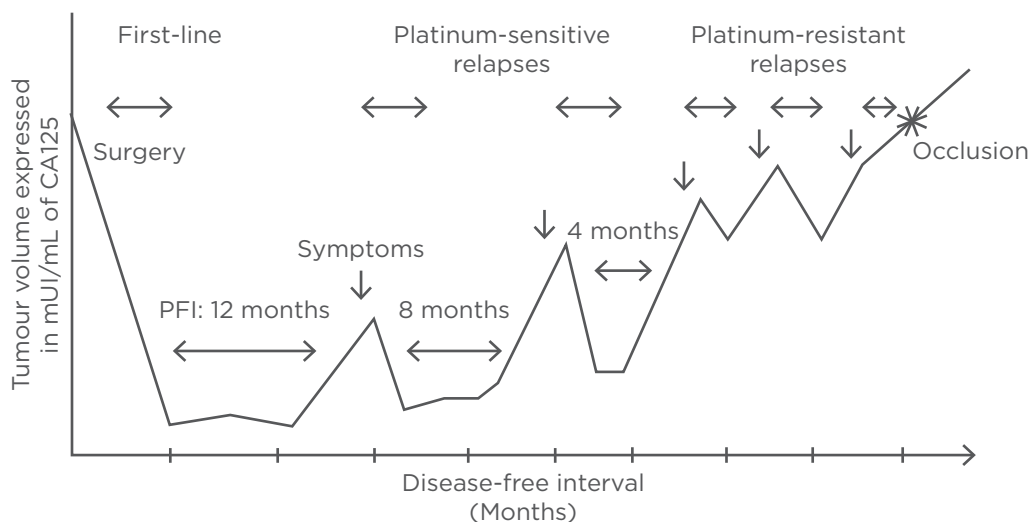 First-line
Platinum-sensitive
relapses
Platinum-resistant
relapses
Tumour volume expressed
in mUI/mL of CA125
Surgery
Occlusion
4 months
Symptoms
PFI: 12 months
8 months
Disease-free interval
(Months)